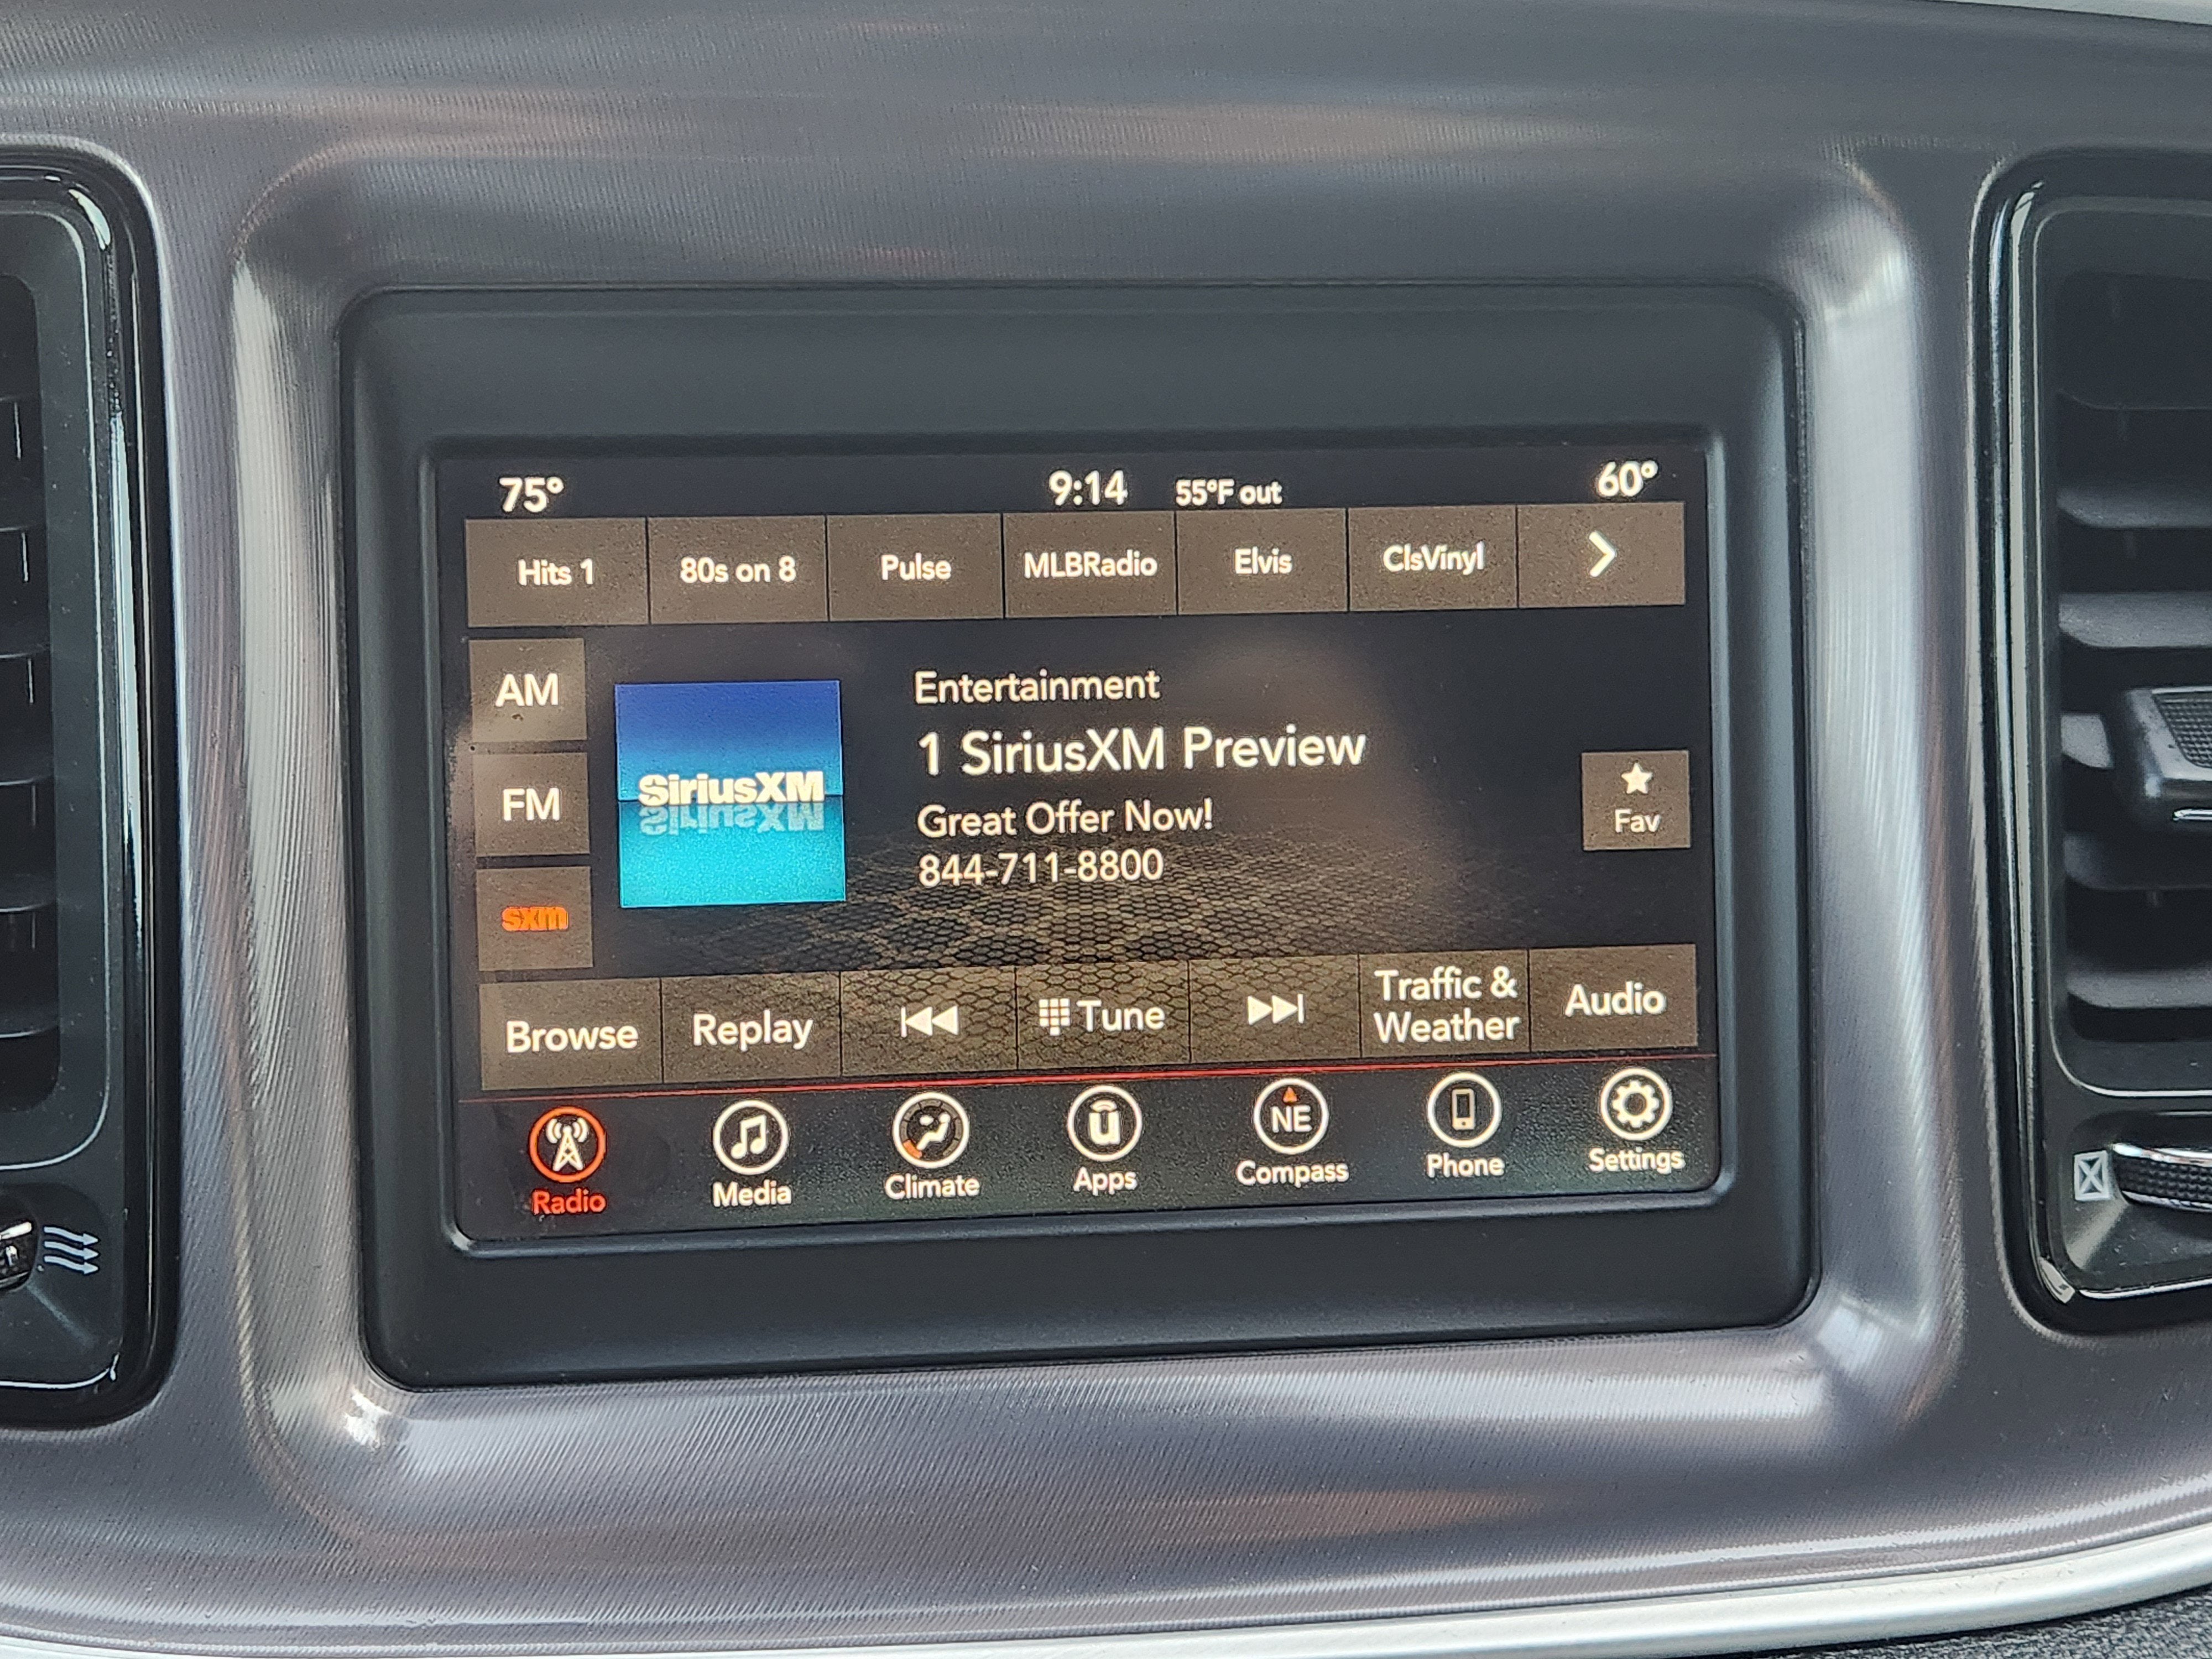 75° 9:14 55°F out 60°
Hits 1 80s on 8 Pulse MLBRadio Elvis ClsVinyl
AM
FM
sxm
SiriusXM
Entertainment
1 SiriusXM Preview
Great Offer Now!
844-711-8800
Fav
Browse Replay Tune Traffic & Weather Audio
u NE
Radio Media Climate Apps Compass Phone Settings